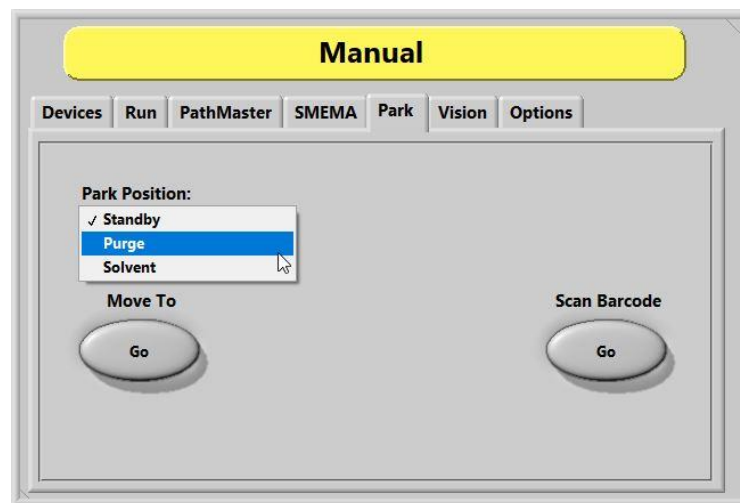 Manual
Devices Run PathMaster SMEMA Park Vision Options
Park Position:
✓ Standby
Purge
Solvent
Move To Scan Barcode
Go Go